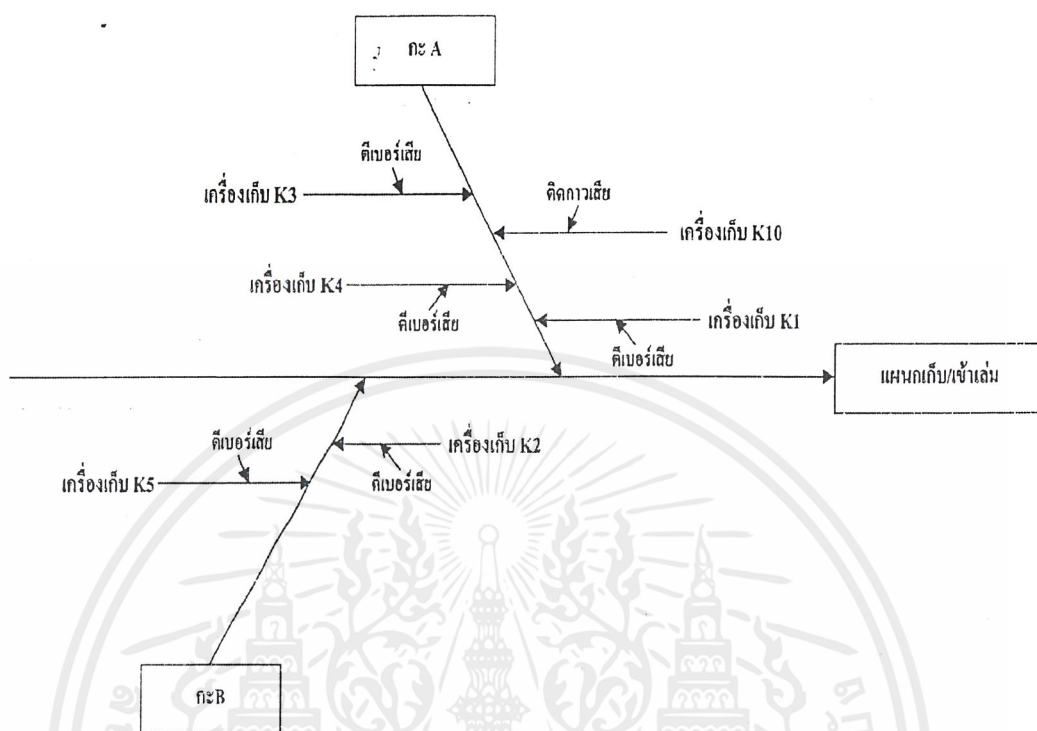 กะ A
ตีเบอร์เสีย
เครื่องเก็บ K3
ติดกาวเสีย
เครื่องเก็บ K10
เครื่องเก็บ K4
ตีเบอร์เสีย
เครื่องเก็บ K1
ตีเบอร์เสีย
แผนกเก็บ/เข้าเล่ม
ตีเบอร์เสีย
เครื่องเก็บ K2
เครื่องเก็บ K5
ตีเบอร์เสีย
กะB